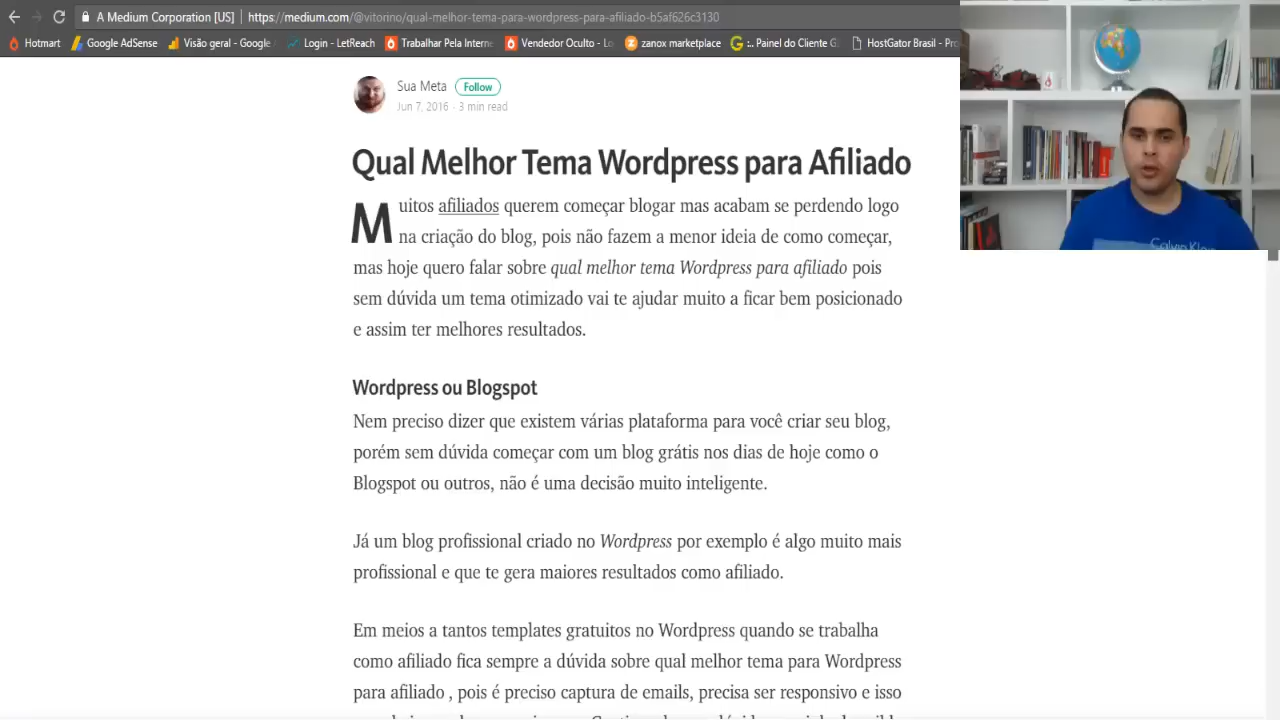 A Medium Corporation [US] | https://medium.com/@vitorino/qual-melhor-tema-para-wordpress-para-afiliado-b5af626c3130
Hotmart Google AdSense Visão geral - Google Login - LetReach Trabalhar Pela Interne Vendedor Oculto - Lo zanox marketplace :.. Painel do Cliente G HostGator Brasil - Pro
Sua Meta Follow
Jun 7, 2016 · 3 min read
Qual Melhor Tema Wordpress para Afiliado
Muitos afiliados querem começar blogar mas acabam se perdendo logo
na criação do blog, pois não fazem a menor ideia de como começar,
mas hoje quero falar sobre qual melhor tema Wordpress para afiliado pois
sem dúvida um tema otimizado vai te ajudar muito a ficar bem posicionado
e assim ter melhores resultados.
Wordpress ou Blogspot
Nem preciso dizer que existem várias plataforma para você criar seu blog,
porém sem dúvida começar com um blog grátis nos dias de hoje como o
Blogspot ou outros, não é uma decisão muito inteligente.
Já um blog profissional criado no Wordpress por exemplo é algo muito mais
profissional e que te gera maiores resultados como afiliado.
Em meios a tantos templates gratuitos no Wordpress quando se trabalha
como afiliado fica sempre a dúvida sobre qual melhor tema para Wordpress
para afiliado , pois é preciso captura de emails, precisa ser responsivo e isso
Calvin Klein